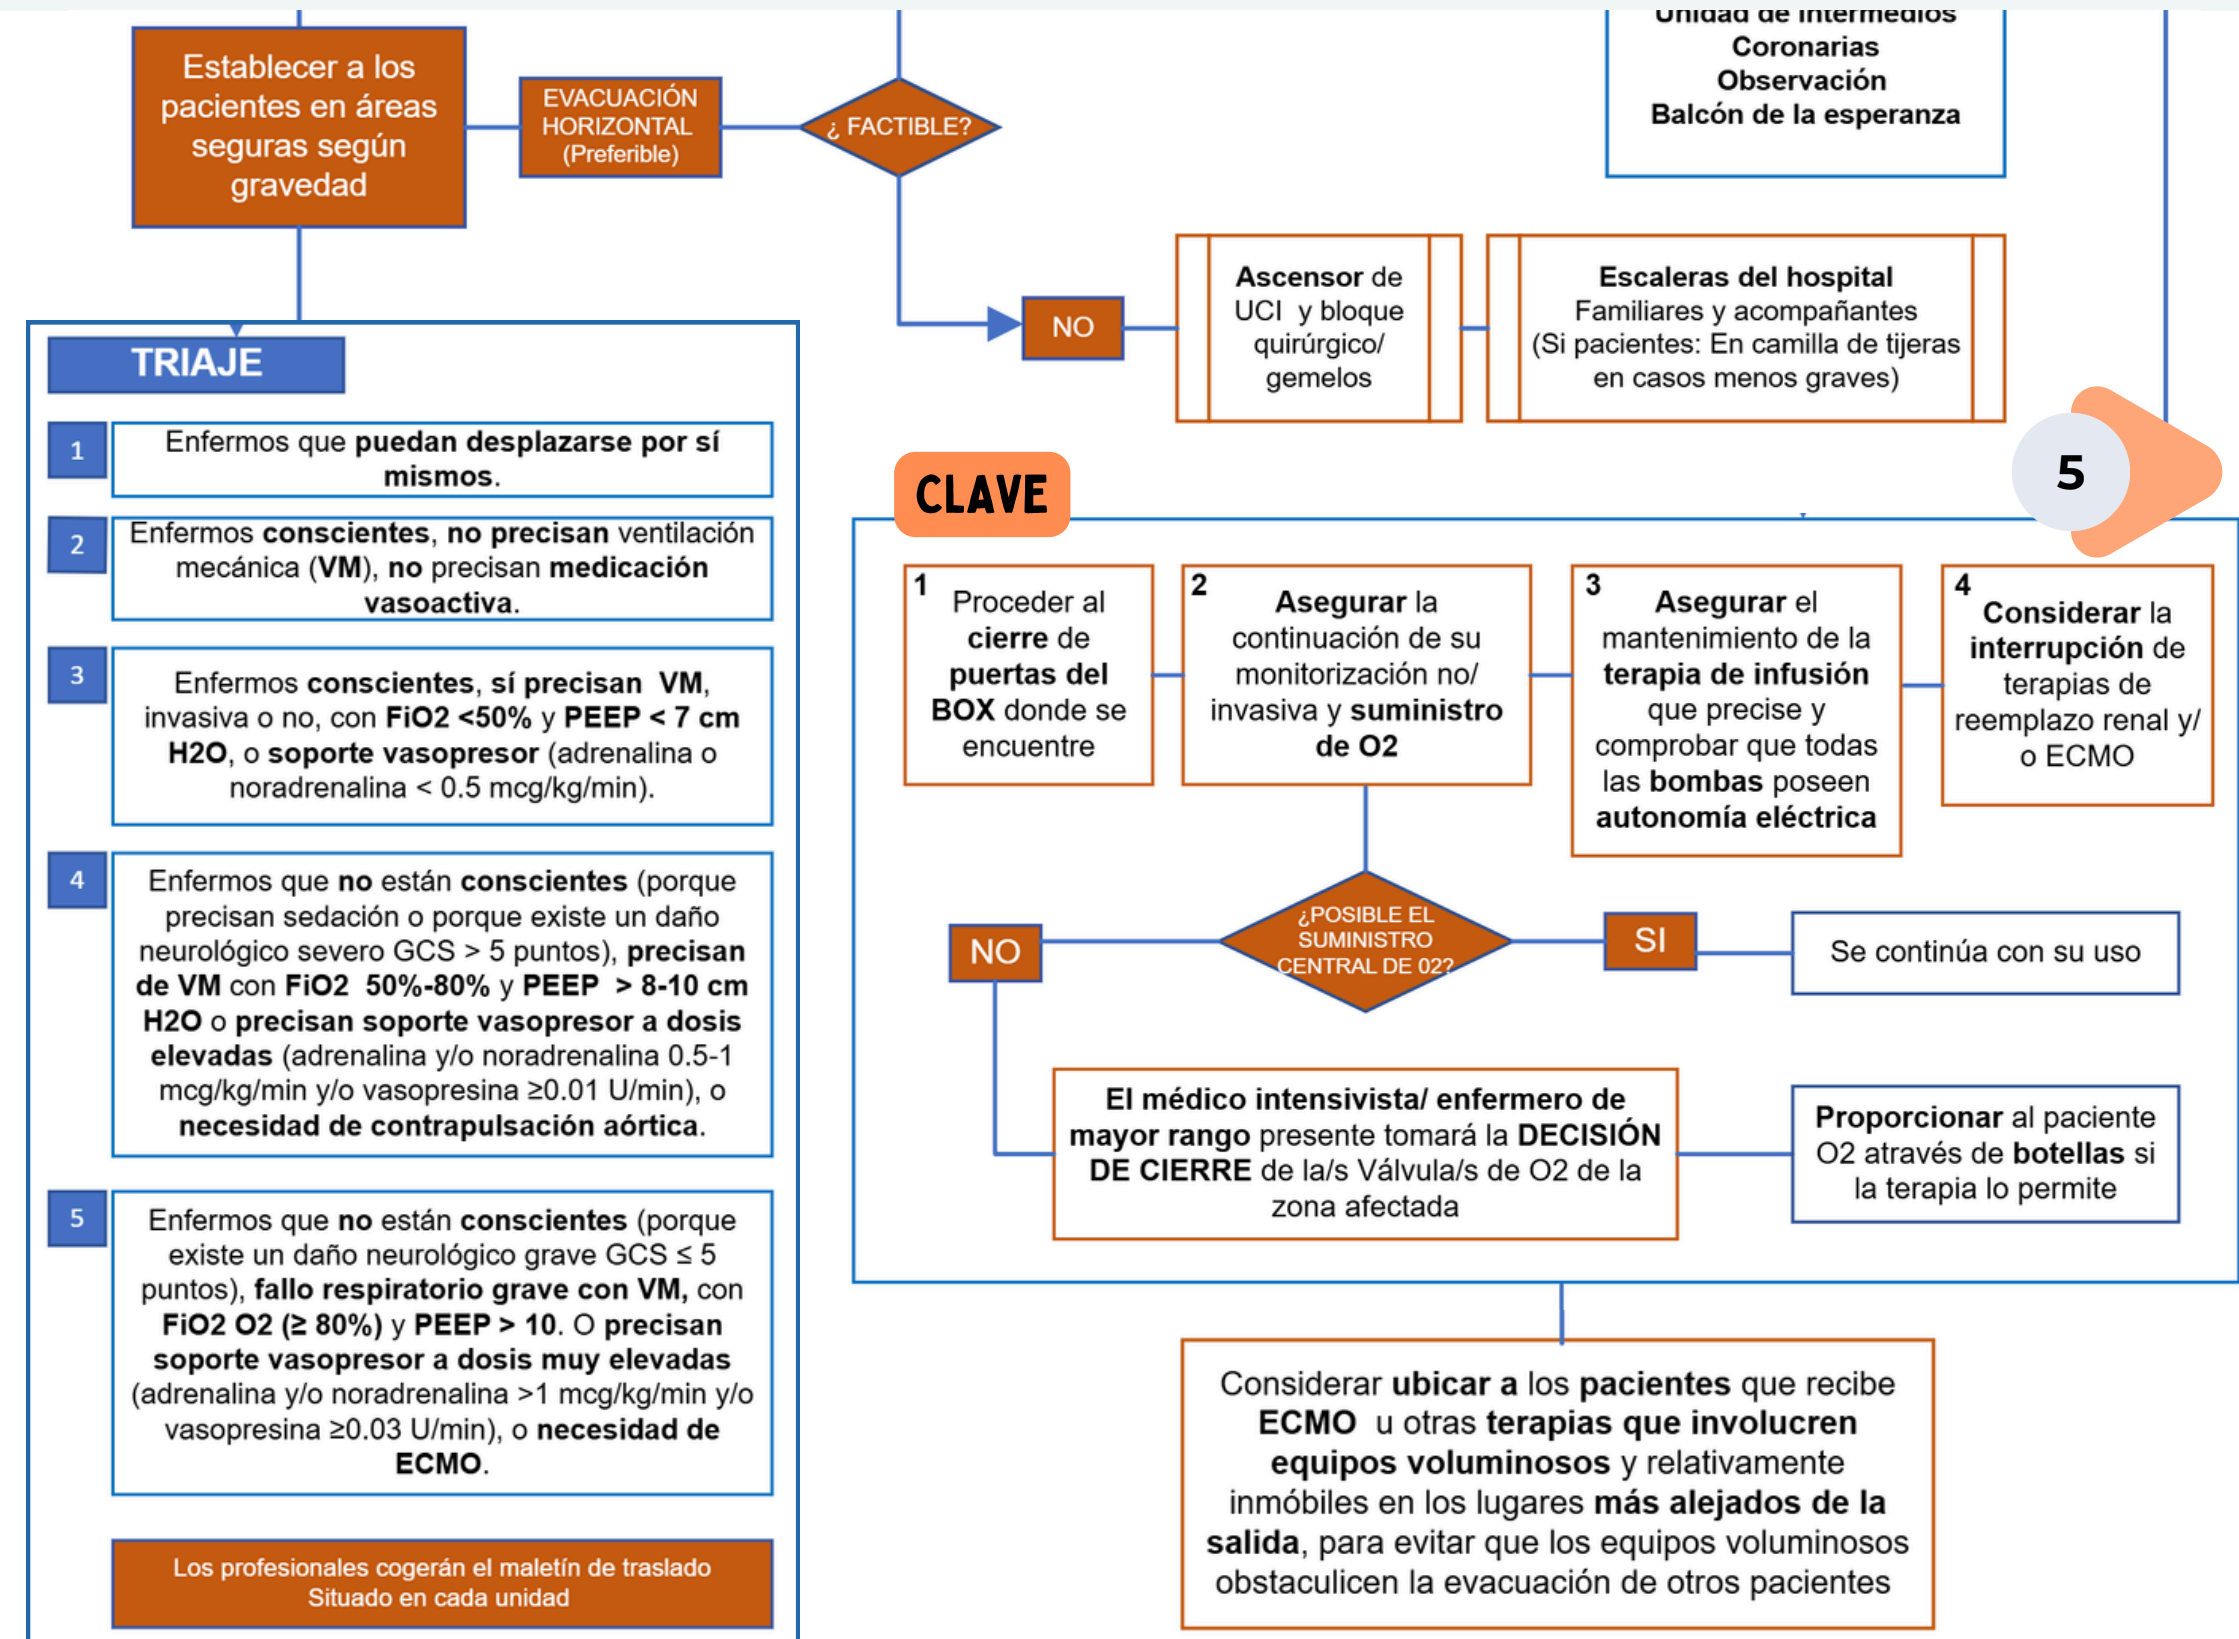 Unidad de intermedios
Coronarias
Observación
Balcón de la esperanza
Establecer a los
pacientes en áreas
seguras según
gravedad
EVACUACIÓN
HORIZONTAL
(Preferible)
¿ FACTIBLE?
NO
Ascensor de
UCI y bloque
quirúrgico/
gemelos
Escaleras del hospital
Familiares y acompañantes
(Si pacientes: En camilla de tijeras
en casos menos graves)
TRIAJE
1
Enfermos que puedan desplazarse por sí
mismos.
2
Enfermos conscientes, no precisan ventilación
mecánica (VM), no precisan medicación
vasoactiva.
3
Enfermos conscientes, sí precisan VM,
invasiva o no, con FiO2 <50% y PEEP < 7 cm
H2O, o soporte vasopresor (adrenalina o
noradrenalina < 0.5 mcg/kg/min).
4
Enfermos que no están conscientes (porque
precisan sedación o porque existe un daño
neurológico severo GCS > 5 puntos), precisan
de VM con FiO2 50%-80% y PEEP > 8-10 cm
H2O o precisan soporte vasopresor a dosis
elevadas (adrenalina y/o noradrenalina 0.5-1
mcg/kg/min y/o vasopresina ≥0.01 U/min), o
necesidad de contrapulsación aórtica.
5
Enfermos que no están conscientes (porque
existe un daño neurológico grave GCS ≤ 5
puntos), fallo respiratorio grave con VM, con
FiO2 O2 (≥ 80%) y PEEP > 10. O precisan
soporte vasopresor a dosis muy elevadas
(adrenalina y/o noradrenalina >1 mcg/kg/min y/o
vasopresina ≥0.03 U/min), o necesidad de
ECMO.
Los profesionales cogerán el maletín de traslado
Situado en cada unidad
5
CLAVE
1
Proceder al
cierre de
puertas del
BOX donde se
encuentre
2
Asegurar la
continuación de su
monitorización no/
invasiva y suministro
de O2
3
Asegurar el
mantenimiento de la
terapia de infusión
que precise y
comprobar que todas
las bombas poseen
autonomía eléctrica
4
Considerar la
interrupción de
terapias de
reemplazo renal y/
o ECMO
¿POSIBLE EL
SUMINISTRO
CENTRAL DE 02?
NO
SI
Se continúa con su uso
El médico intensivista/ enfermero de
mayor rango presente tomará la DECISIÓN
DE CIERRE de la/s Válvula/s de O2 de la
zona afectada
Proporcionar al paciente
O2 através de botellas si
la terapia lo permite
Considerar ubicar a los pacientes que recibe
ECMO u otras terapias que involucren
equipos voluminosos y relativamente
inmóbiles en los lugares más alejados de la
salida, para evitar que los equipos voluminosos
obstaculicen la evacuación de otros pacientes